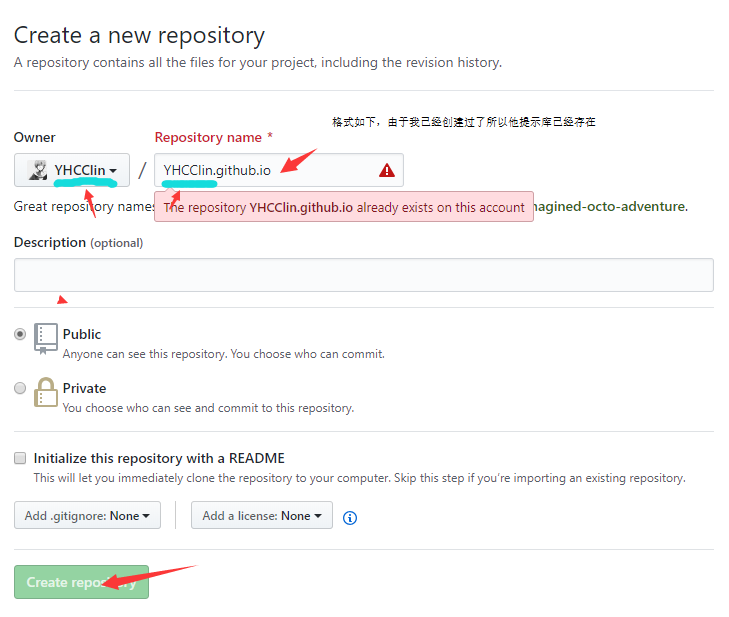 Create a new repository
A repository contains all the files for your project, including the revision history.
格式如下，由于我已经创建过了所以他提示库已经存在
Owner
Repository name *
YHCClin / YHCClin.github.io
Great repository names
The repository YHCClin.github.io already exists on this account
magined-octo-adventure.
Description (optional)
Public
Anyone can see this repository. You choose who can commit.
Private
You choose who can see and commit to this repository.
Initialize this repository with a README
This will let you immediately clone the repository to your computer. Skip this step if you’re importing an existing repository.
Add .gitignore: None
Add a license: None
Create repository